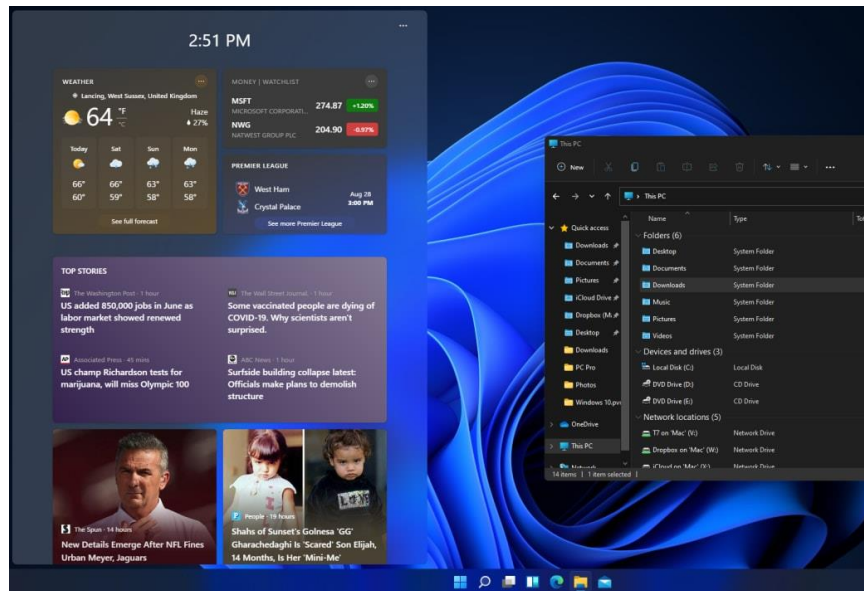 2:51 PM
WEATHER
Lancing, West Sussex, United Kingdom
64 °F
°C
Haze
27%
Today Sat Sun Mon
66° 66° 63° 63°
60° 59° 58° 58°
See full forecast
MONEY | WATCHLIST
MSFT
MICROSOFT CORPORATI...
274.87 +1.20%
NWG
NATWEST GROUP PLC
204.90 -0.97%
PREMIER LEAGUE
West Ham
Crystal Palace
Aug 28
3:00 PM
See more Premier League
TOP STORIES
The Washington Post · 1 hour
US added 850,000 jobs in June as
labor market showed renewed
strength
The Wall Street Journal · 1 hour
Some vaccinated people are dying of
COVID-19. Why scientists aren't
surprised.
AP Associated Press · 45 mins
US champ Richardson tests for
marijuana, will miss Olympic 100
ABC News · 1 hour
Surfside building collapse latest:
Officials make plans to demolish
structure
The Spun · 14 hours
New Details Emerge After NFL Fines
Urban Meyer, Jaguars
People · 19 hours
Shahs of Sunset's Golnesa 'GG'
Gharachedaghi Is 'Scared' Son Elijah,
14 Months, Is Her 'Mini-Me'
This PC
New
This PC
Quick access
Downloads
Documents
Pictures
iCloud Drive
Dropbox (M
Desktop
Downloads
PC Pro
Photos
Windows 10.pv
OneDrive
This PC
Network
Name Type Tot
Folders (6)
Desktop System Folder
Documents System Folder
Downloads System Folder
Music System Folder
Pictures System Folder
Videos System Folder
Devices and drives (3)
Local Disk (C:) Local Disk
DVD Drive (D:) CD Drive
DVD Drive (E:) CD Drive
Network locations (5)
T7 on 'Mac' (V:) Network Drive
Dropbox on 'Mac' (W:) Network Drive
iCloud on 'Mac' (X:) Network Drive
14 items | 1 item selected |